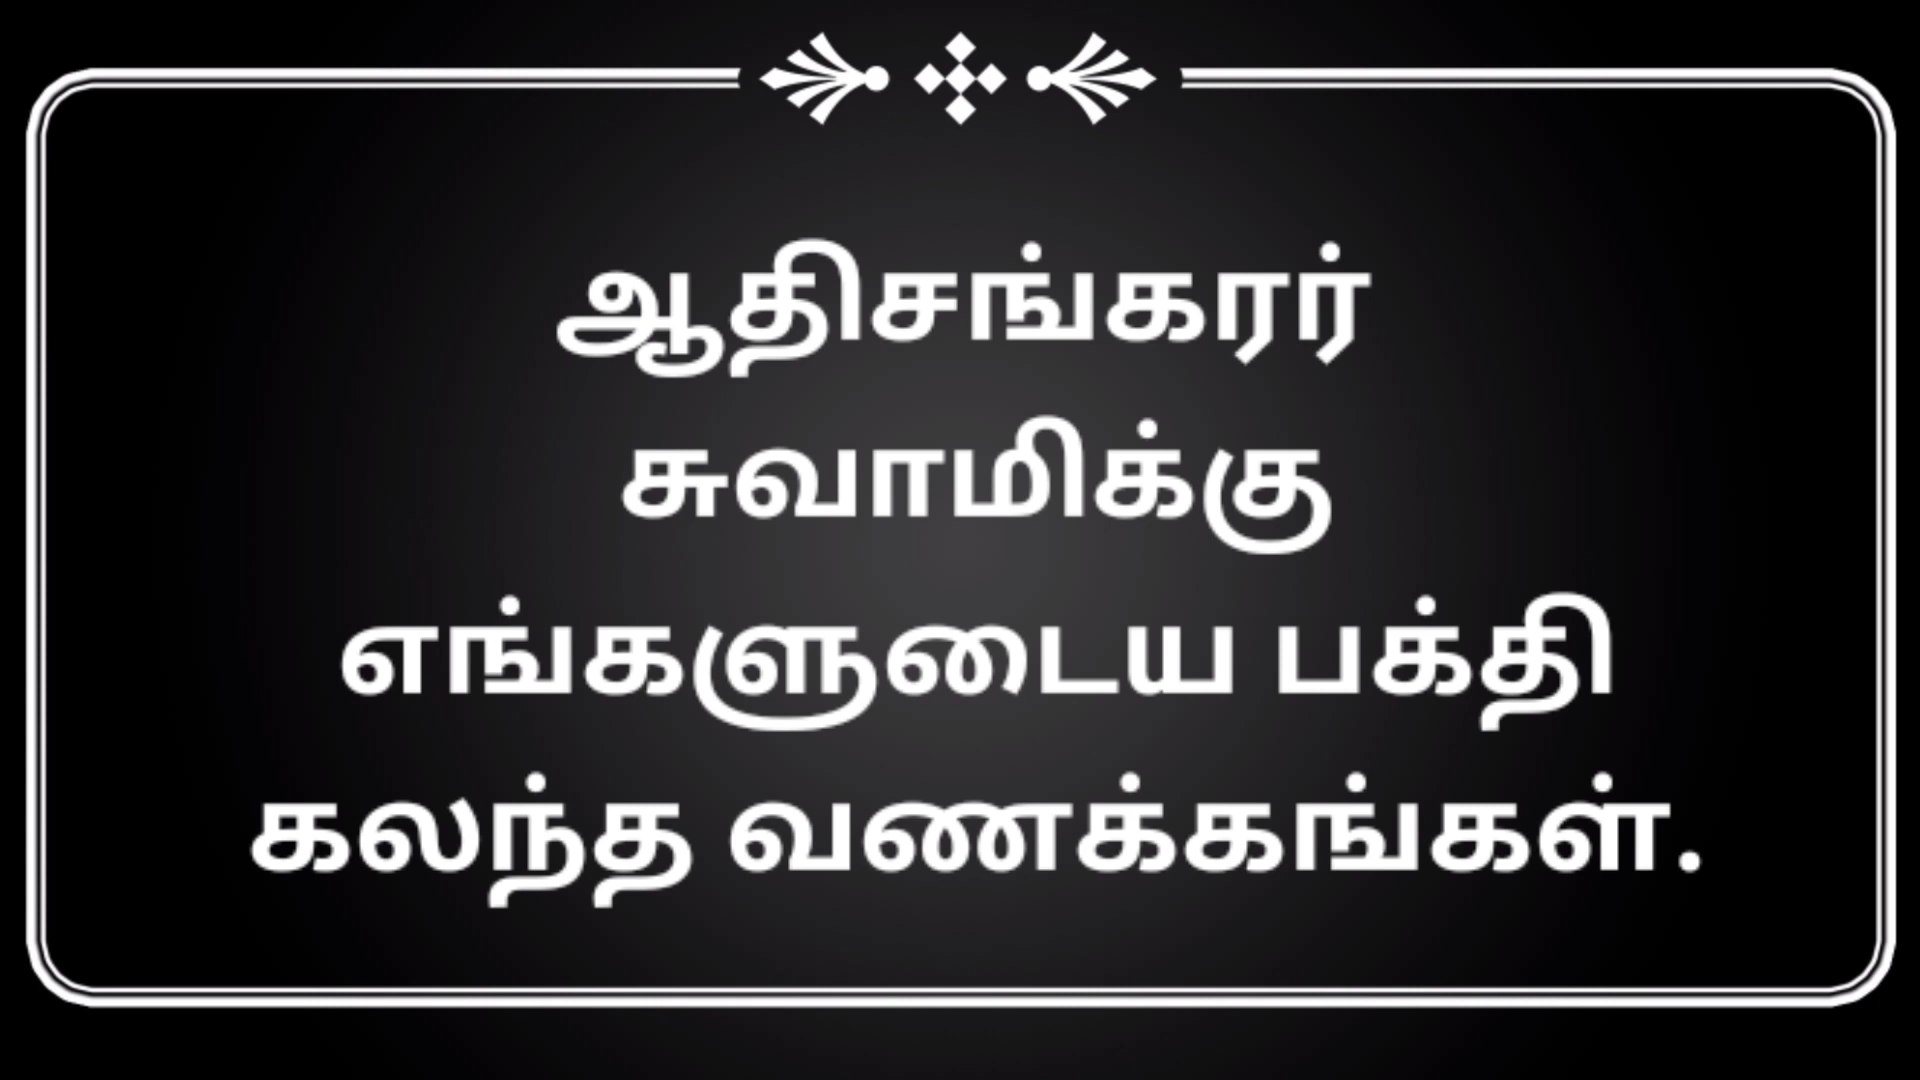 ஆதிசங்கரர்
சுவாமிக்கு
எங்களுடைய பக்தி
கலந்த வணக்கங்கள்.